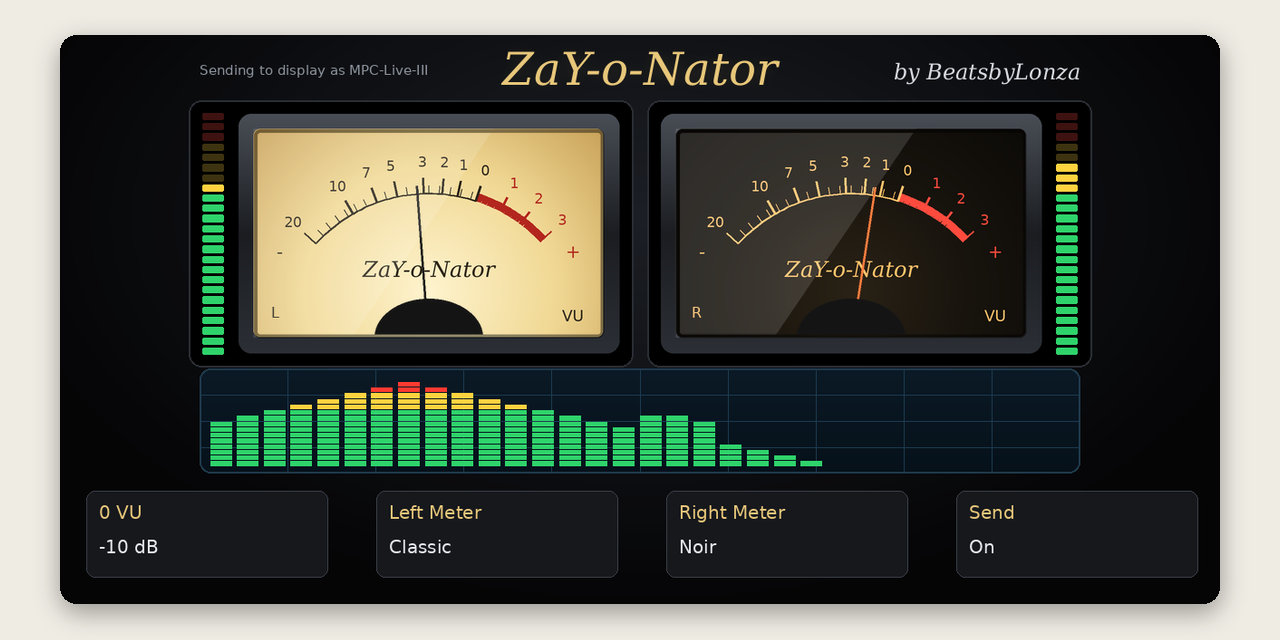 Sending to display as MPC-Live-III
ZaY-o-Nator
by BeatsbyLonza
20 10 7 5 3 2 1 0 1 2 3
- +
ZaY-o-Nator
L VU
20 10 7 5 3 2 1 0 1 2 3
- +
ZaY-o-Nator
R VU
0 VU
-10 dB
Left Meter
Classic
Right Meter
Noir
Send
On